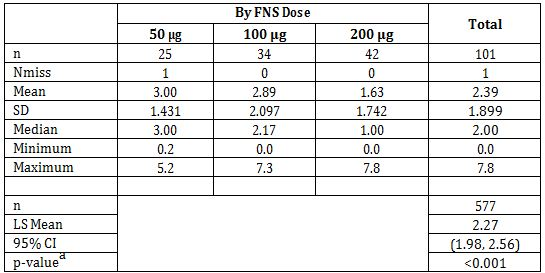 By FNS Dose Total
50 µg 100 µg 200 µg
n 25 34 42 101
Nmiss 1 0 0 1
Mean 3.00 2.89 1.63 2.39
SD 1.431 2.097 1.742 1.899
Median 3.00 2.17 1.00 2.00
Minimum 0.2 0.0 0.0 0.0
Maximum 5.2 7.3 7.8 7.8
n 577
LS Mean 2.27
95% CI (1.98, 2.56)
p-valueª <0.001